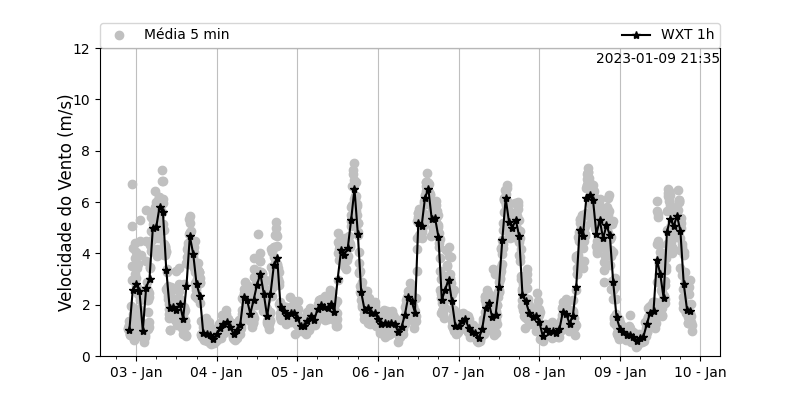 Média 5 min WXT 1h
2023-01-09 21:35
Velocidade do Vento (m/s)
12
10
8
6
4
2
0
03 - Jan 04 - Jan 05 - Jan 06 - Jan 07 - Jan 08 - Jan 09 - Jan 10 - Jan